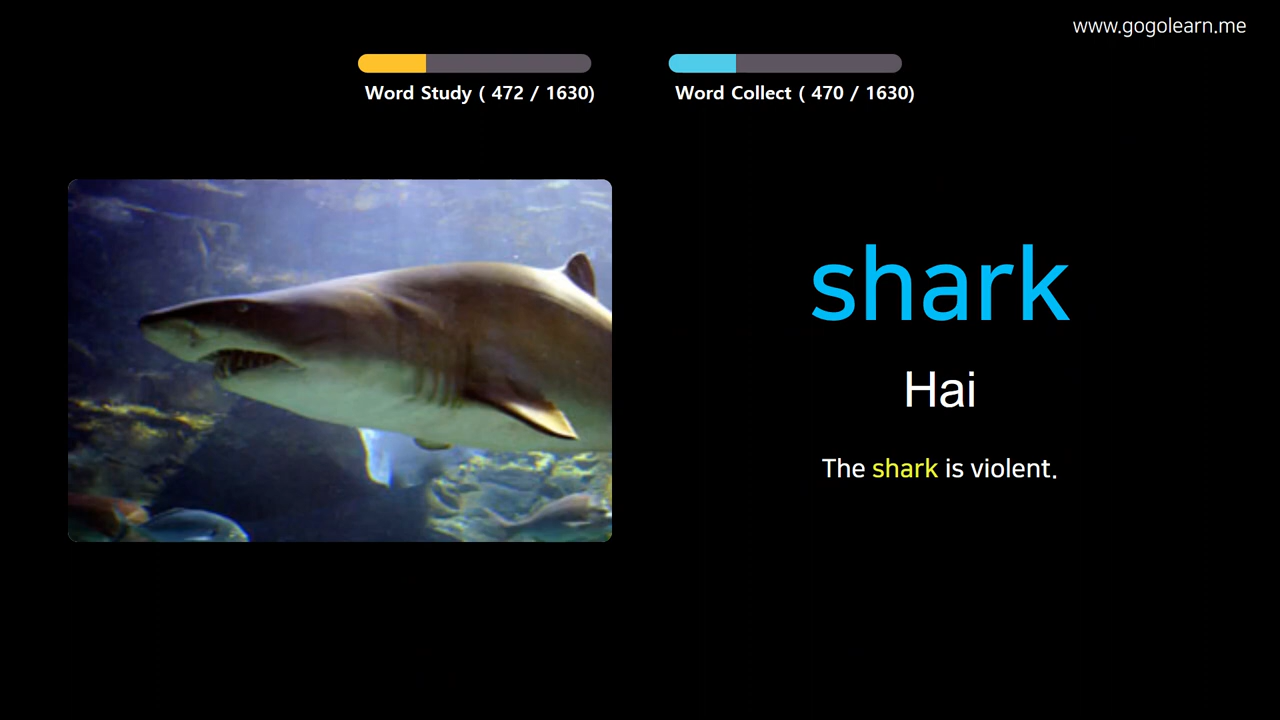 www.gogolearn.me
Word Study ( 472 / 1630)
Word Collect ( 470 / 1630)
shark
Hai
The shark is violent.